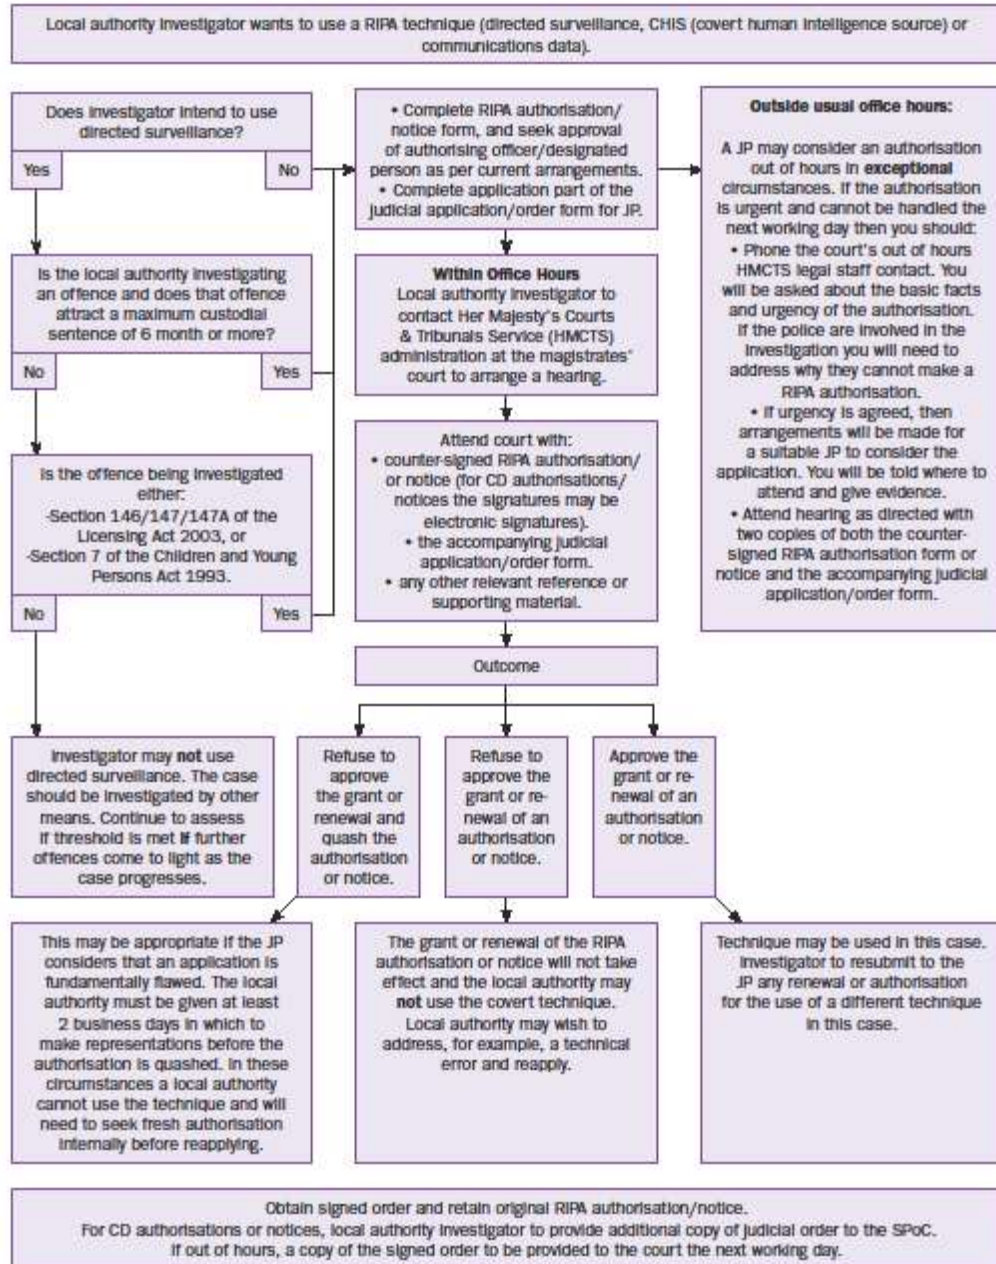 Local authority investigator wants to use a RIPA technique (directed surveillance, CHIS (covert human intelligence source) or
communications data).
Does investigator intend to use
directed surveillance?
Yes
No
Is the local authority investigating
an offence and does that offence
attract a maximum custodial
sentence of 6 month or more?
No
Yes
Is the offence being investigated
either:
-Section 146/147/147A of the
Licensing Act 2003, or
-Section 7 of the Children and Young
Persons Act 1993.
No
Yes
• Complete RIPA authorisation/
notice form, and seek approval
of authorising officer/designated
person as per current arrangements.
• Complete application part of the
judicial application/order form for JP.
Within Office Hours
Local authority investigator to
contact Her Majesty's Courts
& Tribunals Service (HMCTS)
administration at the magistrates'
court to arrange a hearing.
Attend court with:
• counter-signed RIPA authorisation/
or notice (for CD authorisations/
notices the signatures may be
electronic signatures).
• the accompanying judicial
application/order form.
• any other relevant reference or
supporting material.
Outside usual office hours:
A JP may consider an authorisation
out of hours in exceptional
circumstances. If the authorisation
is urgent and cannot be handled the
next working day then you should:
• Phone the court's out of hours
HMCTS legal staff contact. You
will be asked about the basic facts
and urgency of the authorisation.
If the police are involved in the
investigation you will need to
address why they cannot make a
RIPA authorisation.
• If urgency is agreed, then
arrangements will be made for
a suitable JP to consider the
application. You will be told where to
attend and give evidence.
• Attend hearing as directed with
two copies of both the counter-
signed RIPA authorisation form or
notice and the accompanying judicial
application/order form.
Outcome
Investigator may not use
directed surveillance. The case
should be investigated by other
means. Continue to assess
if threshold is met if further
offences come to light as the
case progresses.
Refuse to
approve
the grant or
renewal and
quash the
authorisation
or notice.
Refuse to
approve the
grant or re-
newal of an
authorisation
or notice.
Approve the
grant or re-
newal of an
authorisation
or notice.
This may be appropriate if the JP
considers that an application is
fundamentally flawed. The local
authority must be given at least
2 business days in which to
make representations before the
authorisation is quashed. In these
circumstances a local authority
cannot use the technique and will
need to seek fresh authorisation
internally before reapplying.
The grant or renewal of the RIPA
authorisation or notice will not take
effect and the local authority may
not use the covert technique.
Local authority may wish to
address, for example, a technical
error and reapply.
Technique may be used in this case.
Investigator to resubmit to the
JP any renewal or authorisation
for the use of a different technique
in this case.
Obtain signed order and retain original RIPA authorisation/notice.
For CD authorisations or notices, local authority investigator to provide additional copy of judicial order to the SPoC.
If out of hours, a copy of the signed order to be provided to the court the next working day.